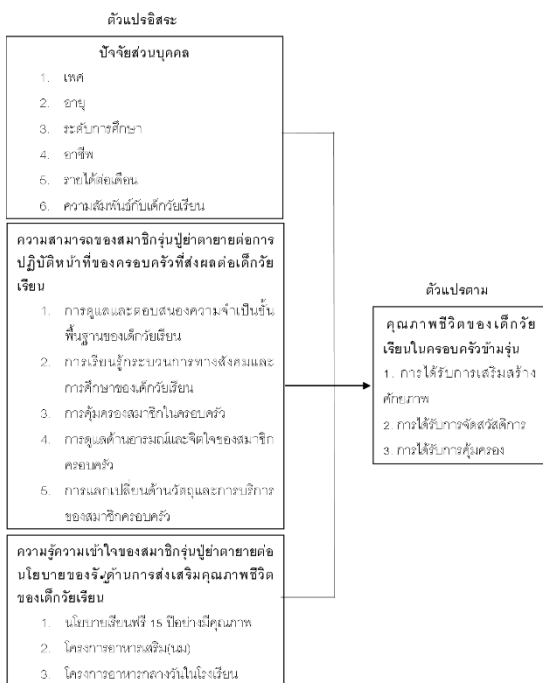 ตัวแปรอิสระ
ปัจจัยส่วนบุคคล
1. เพศ
2. อายุ
3. ระดับการศึกษา
4. อาชีพ
5. รายได้ต่อเดือน
6. ความสัมพันธ์กับเด็กวัยเรียน
ความสามารถของสมาชิกรุ่นปู่ย่าตายายต่อการ
ปฏิบัติหน้าที่ของครอบครัวที่ส่งผลต่อเด็กวัย
เรียน
1. การดูแลและตอบสนองความจำเป็นขั้น
พื้นฐานของเด็กวัยเรียน
2. การเรียนรู้กระบวนการทางสังคมและ
การศึกษาของเด็กวัยเรียน
3. การคุ้มครองสมาชิกในครอบครัว
4. การดูแลด้านอารมณ์และจิตใจของสมาชิก
ครอบครัว
5. การแลกเปลี่ยนด้านวัตถุและการบริการ
ของสมาชิกครอบครัว
ความรู้ความเข้าใจของสมาชิกรุ่นปู่ย่าตายายต่อ
นโยบายของรัฐด้านการส่งเสริมคุณภาพชีวิต
ของเด็กวัยเรียน
1. นโยบายเรียนฟรี 15 ปีอย่างมีคุณภาพ
2. โครงการอาหารเสริม(นม)
3. โครงการอาหารกลางวันในโรงเรียน
ตัวแปรตาม
คุณภาพชีวิตของเด็กวัย
เรียนในครอบครัวข้ามรุ่น
1. การได้รับการเสริมสร้าง
ศักยภาพ
2. การได้รับการจัดสวัสดิการ
3. การได้รับการคุ้มครอง